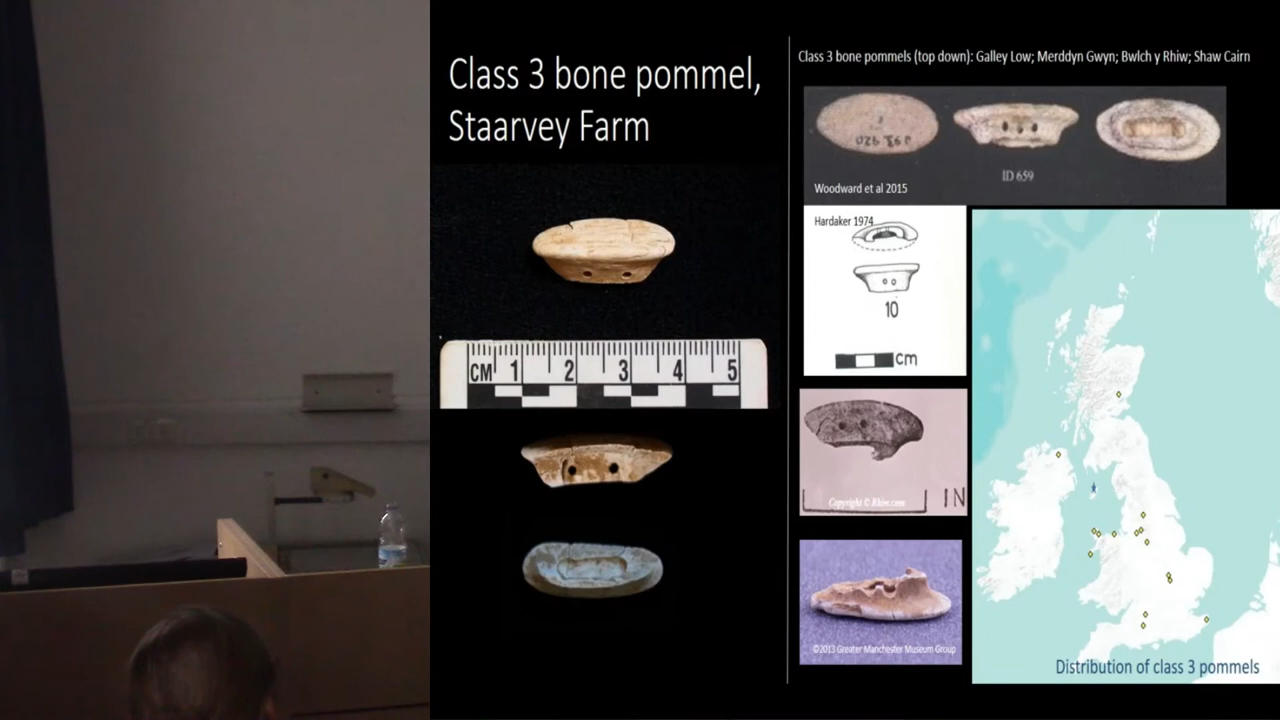 Class 3 bone pommel,
Staarvey Farm
CM 1 2 3 4 5
Class 3 bone pommels (top down): Galley Low; Merddyn Gwyn; Bwlch y Rhiw; Shaw Cairn
ID 659
Woodward et al 2015
Hardaker 1974
10
cm
Copyright © Rhiw.com
IN
©2013 Greater Manchester Museum Group
Distribution of class 3 pommels